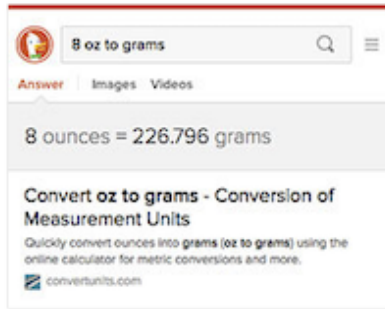 8 oz to grams
Answer Images Videos
8 ounces = 226.796 grams
Convert oz to grams - Conversion of
Measurement Units
Quickly convert ounces into grams (oz to grams) using the
online calculator for metric conversions and more.
convertunits.com